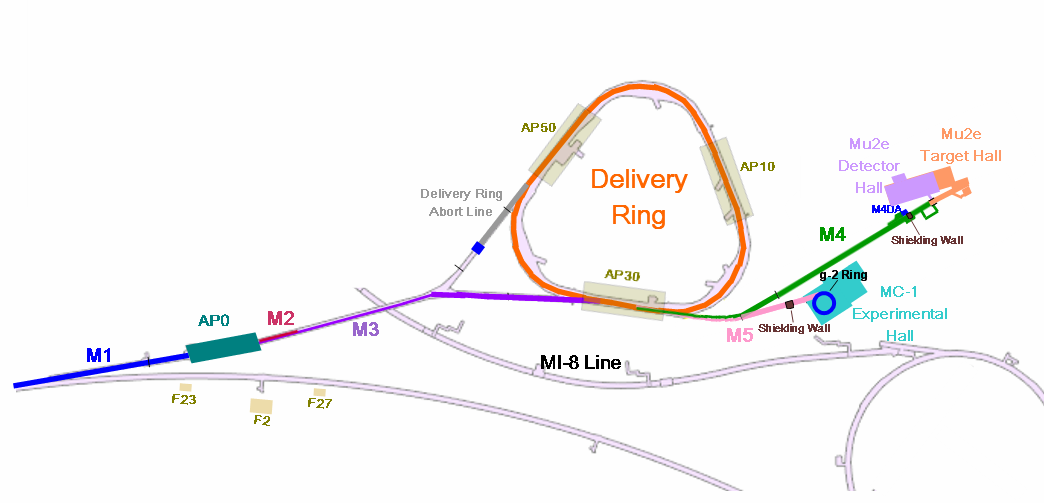 AP50
Delivery
Ring
AP10
Mu2e
Target Hall
Mu2e
Detector
Hall
Delivery Ring
Abort Line
M4DA
Shielding Wall
M4
AP30
g-2 Ring
MC-1
Experimental
Hall
Shielding Wall
M5
AP0
M2
M3
M1
MI-8 Line
F23
F2
F27